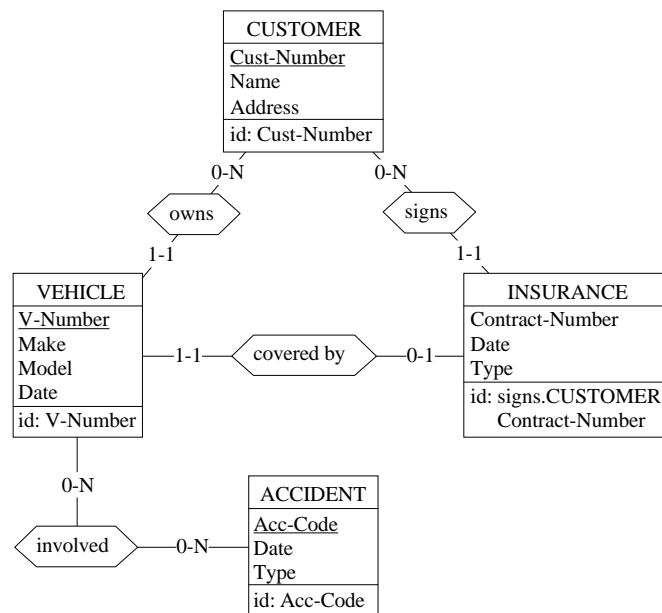 CUSTOMER
Cust-Number
Name
Address
id: Cust-Number
0-N
0-N
owns
signs
1-1
1-1
VEHICLE
V-Number
Make
Model
Date
id: V-Number
1-1
covered by
0-1
INSURANCE
Contract-Number
Date
Type
id: signs.CUSTOMER
Contract-Number
0-N
involved
0-N
ACCIDENT
Acc-Code
Date
Type
id: Acc-Code